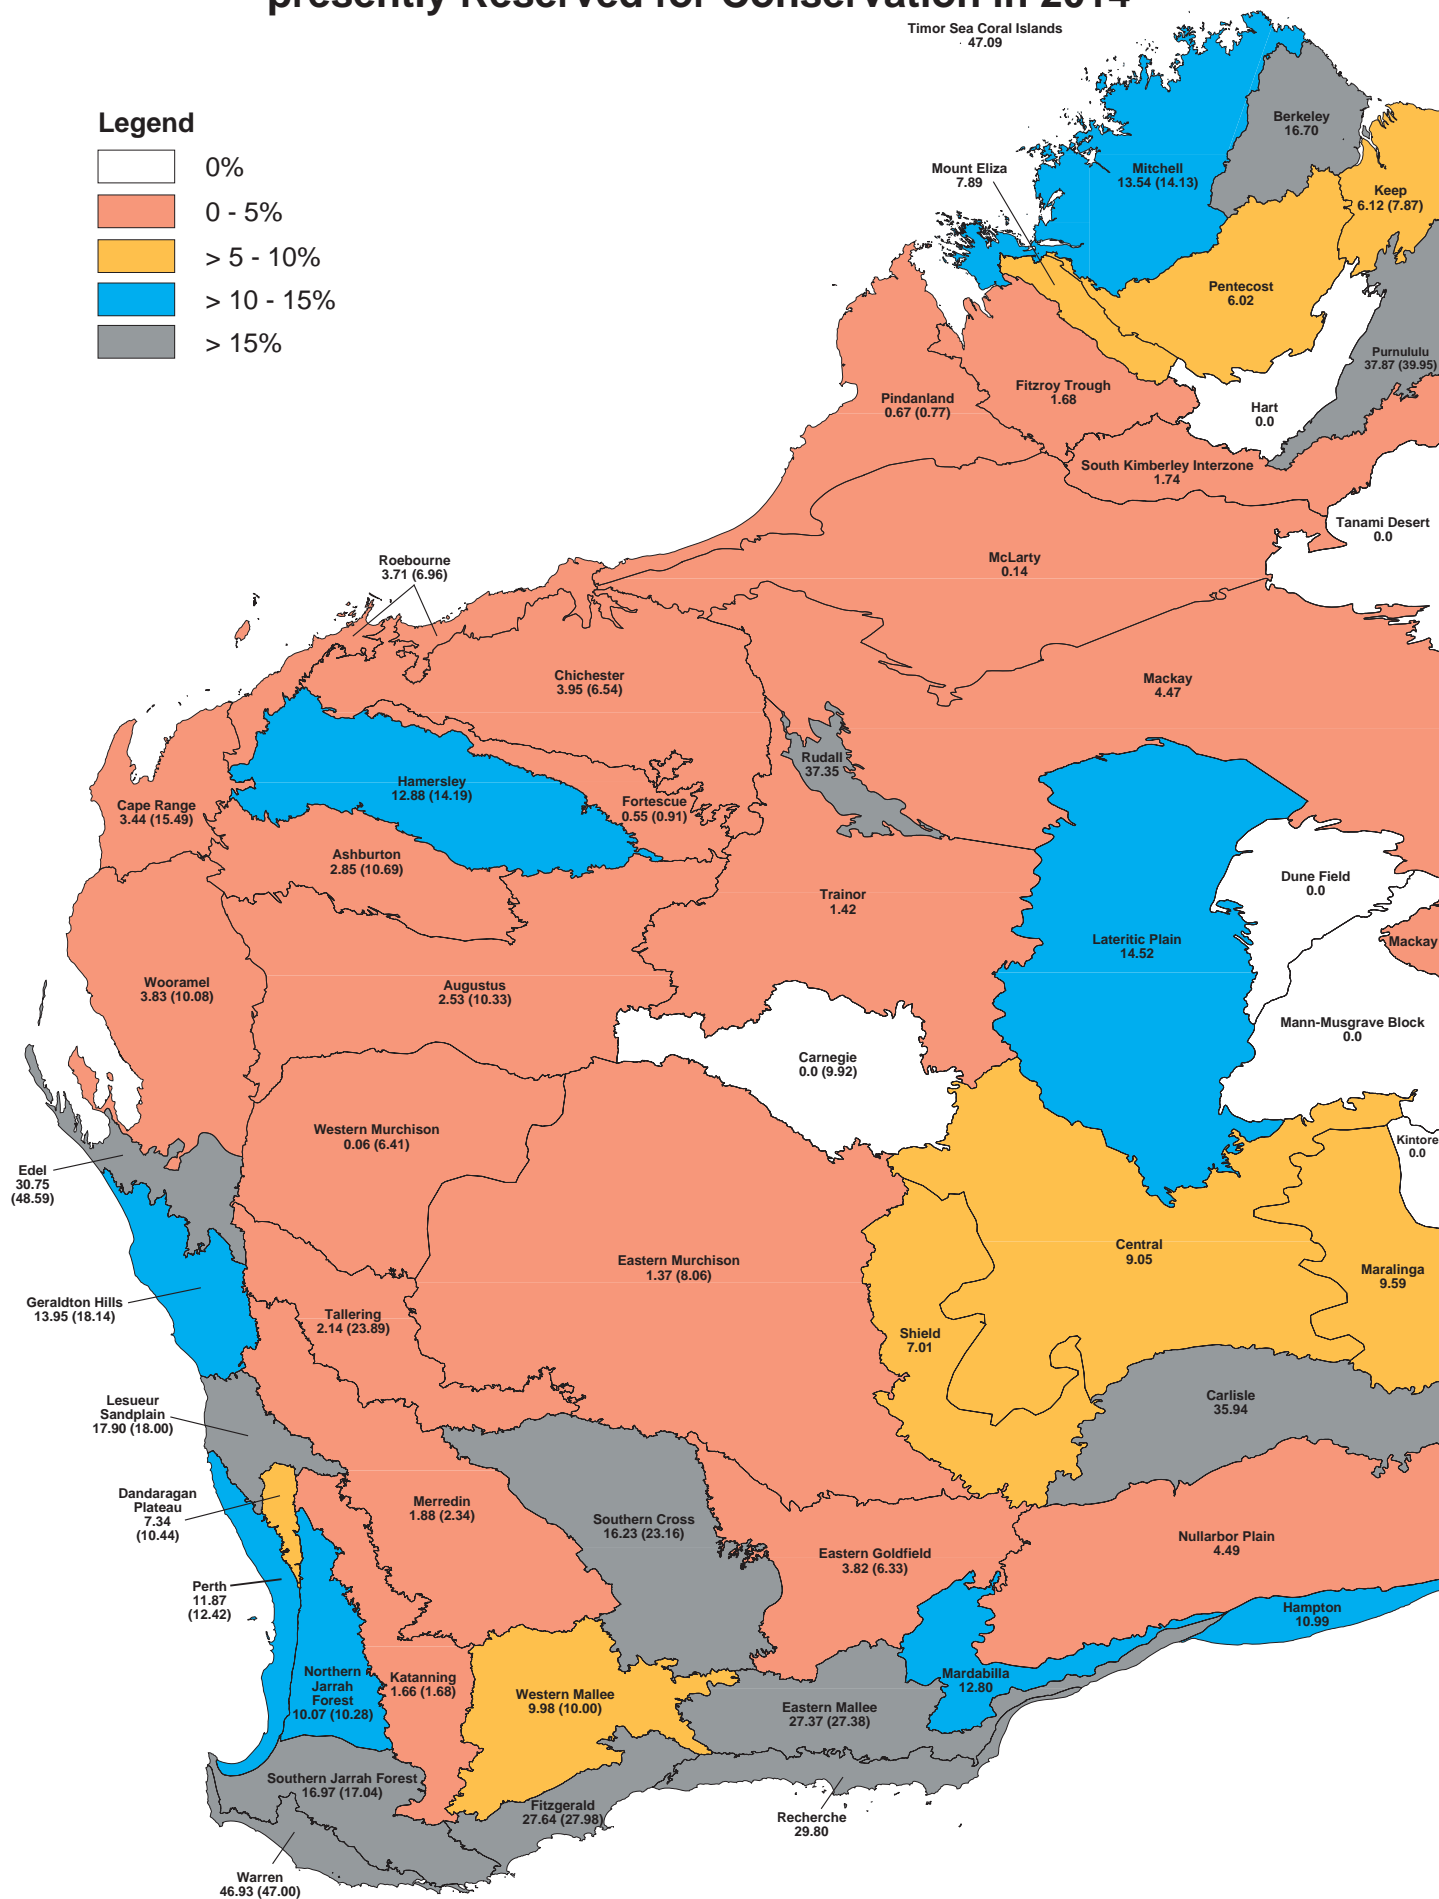 presently Reserved for Conservation in 2014
Timor Sea Coral Islands
47.09
Legend
0%
0 - 5%
> 5 - 10%
> 10 - 15%
> 15%
Berkeley
16.70
Mount Eliza
7.89
Mitchell
13.54 (14.13)
Keep
6.12 (7.87)
Pentecost
6.02
Purnululu
37.87 (39.95)
Pindanland
0.67 (0.77)
Fitzroy Trough
1.68
Hart
0.0
South Kimberley Interzone
1.74
Tanami Desert
0.0
Roebourne
3.71 (6.96)
McLarty
0.14
Chichester
3.95 (6.54)
Mackay
4.47
Rudall
37.35
Hamersley
12.88 (14.19)
Cape Range
3.44 (15.49)
Fortescue
0.55 (0.91)
Ashburton
2.85 (10.69)
Dune Field
0.0
Trainor
1.42
Lateritic Plain
14.52
Mackay
Wooramel
3.83 (10.08)
Augustus
2.53 (10.33)
Mann-Musgrave Block
0.0
Carnegie
0.0 (9.92)
Western Murchison
0.06 (6.41)
Kintore
0.0
Edel
30.75
(48.59)
Central
9.05
Eastern Murchison
1.37 (8.06)
Maralinga
9.59
Geraldton Hills
13.95 (18.14)
Tallering
2.14 (23.89)
Shield
7.01
Carlisle
35.94
Lesueur
Sandplain
17.90 (18.00)
Dandaragan
Plateau
7.34
(10.44)
Merredin
1.88 (2.34)
Southern Cross
16.23 (23.16)
Nullarbor Plain
4.49
Eastern Goldfield
3.82 (6.33)
Perth
11.87
(12.42)
Hampton
10.99
Northern
Jarrah
Forest
10.07 (10.28)
Katanning
1.66 (1.68)
Mardabilla
12.80
Western Mallee
9.98 (10.00)
Eastern Mallee
27.37 (27.38)
Southern Jarrah Forest
16.97 (17.04)
Fitzgerald
27.64 (27.98)
Recherche
29.80
Warren
46.93 (47.00)